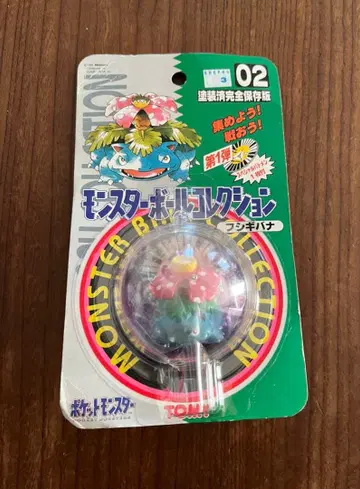 02
塗装済完全保存版
集めよう!
戦おう!
第1弾
モンスターボールコレクション
フシギバナ
MONSTER BALL COLLECTION
ポケットモンスター
TOMY